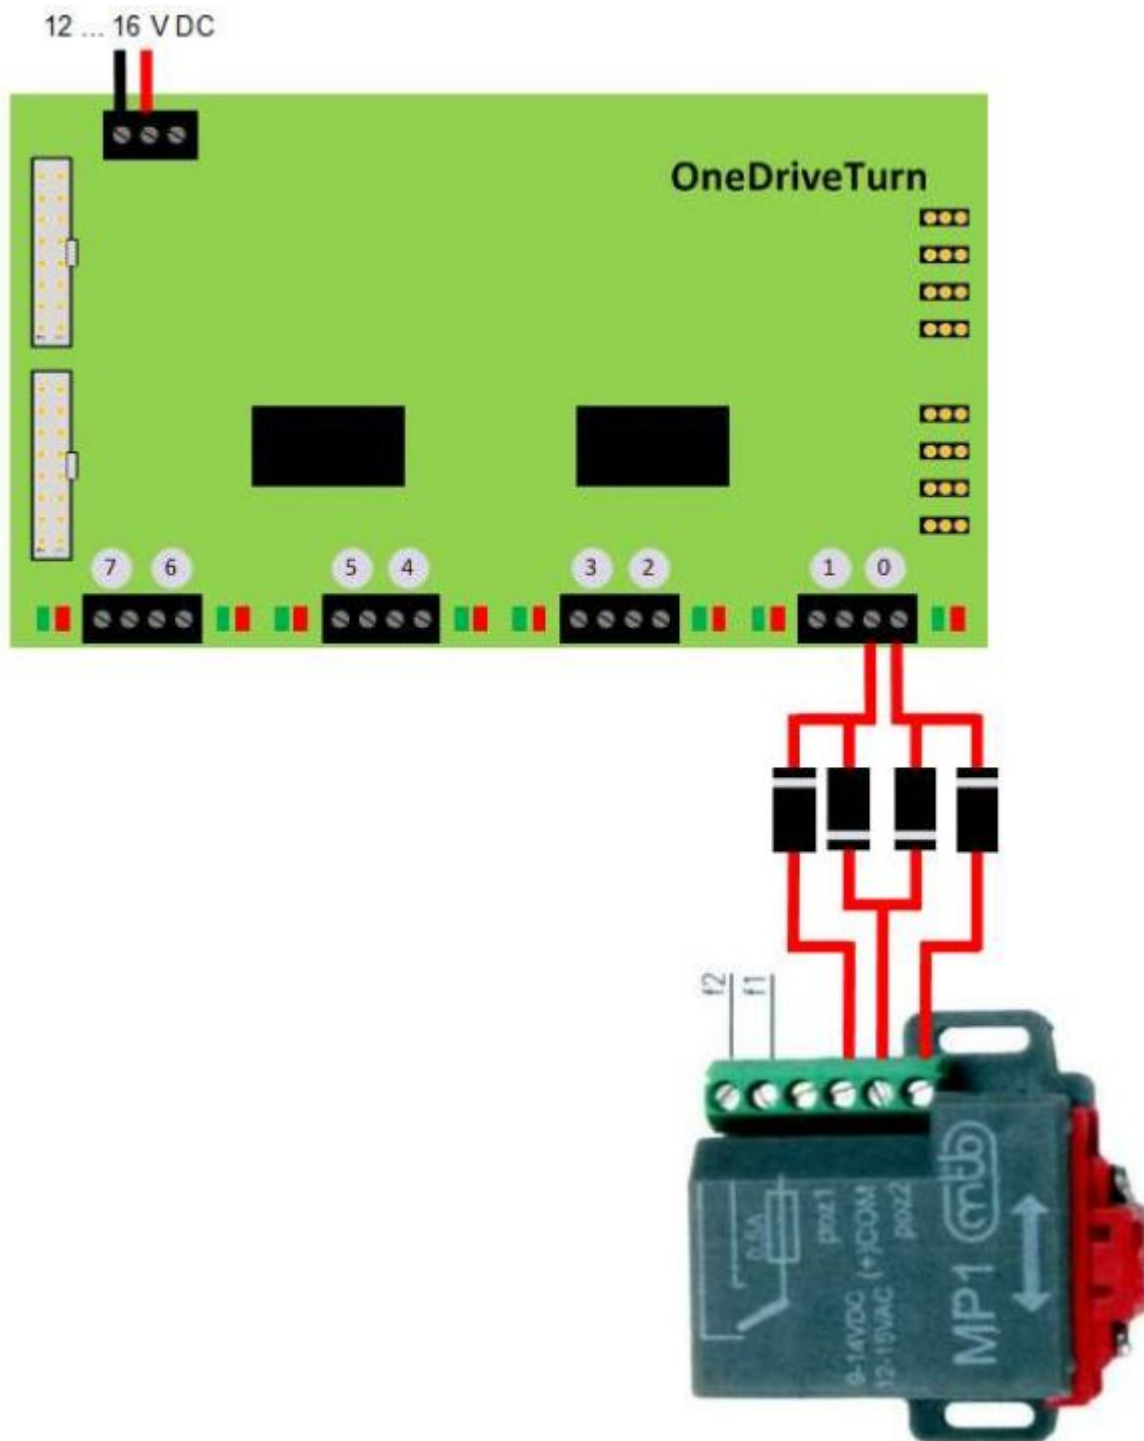 12 ... 16 V DC
OneDriveTurn
7 6 5 4 3 2 1 0
f2
f1
0.5A
poz1
9-14VDC (+)COM
12-15VAC
poz2
MP1 mtb